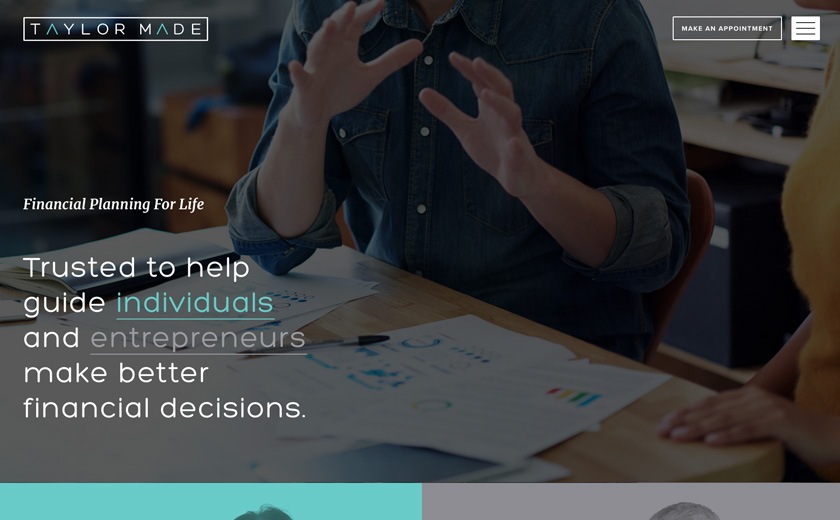 TAYLOR MADE
MAKE AN APPOINTMENT
Financial Planning For Life
Trusted to help
guide individuals
and entrepreneurs
make better
financial decisions.